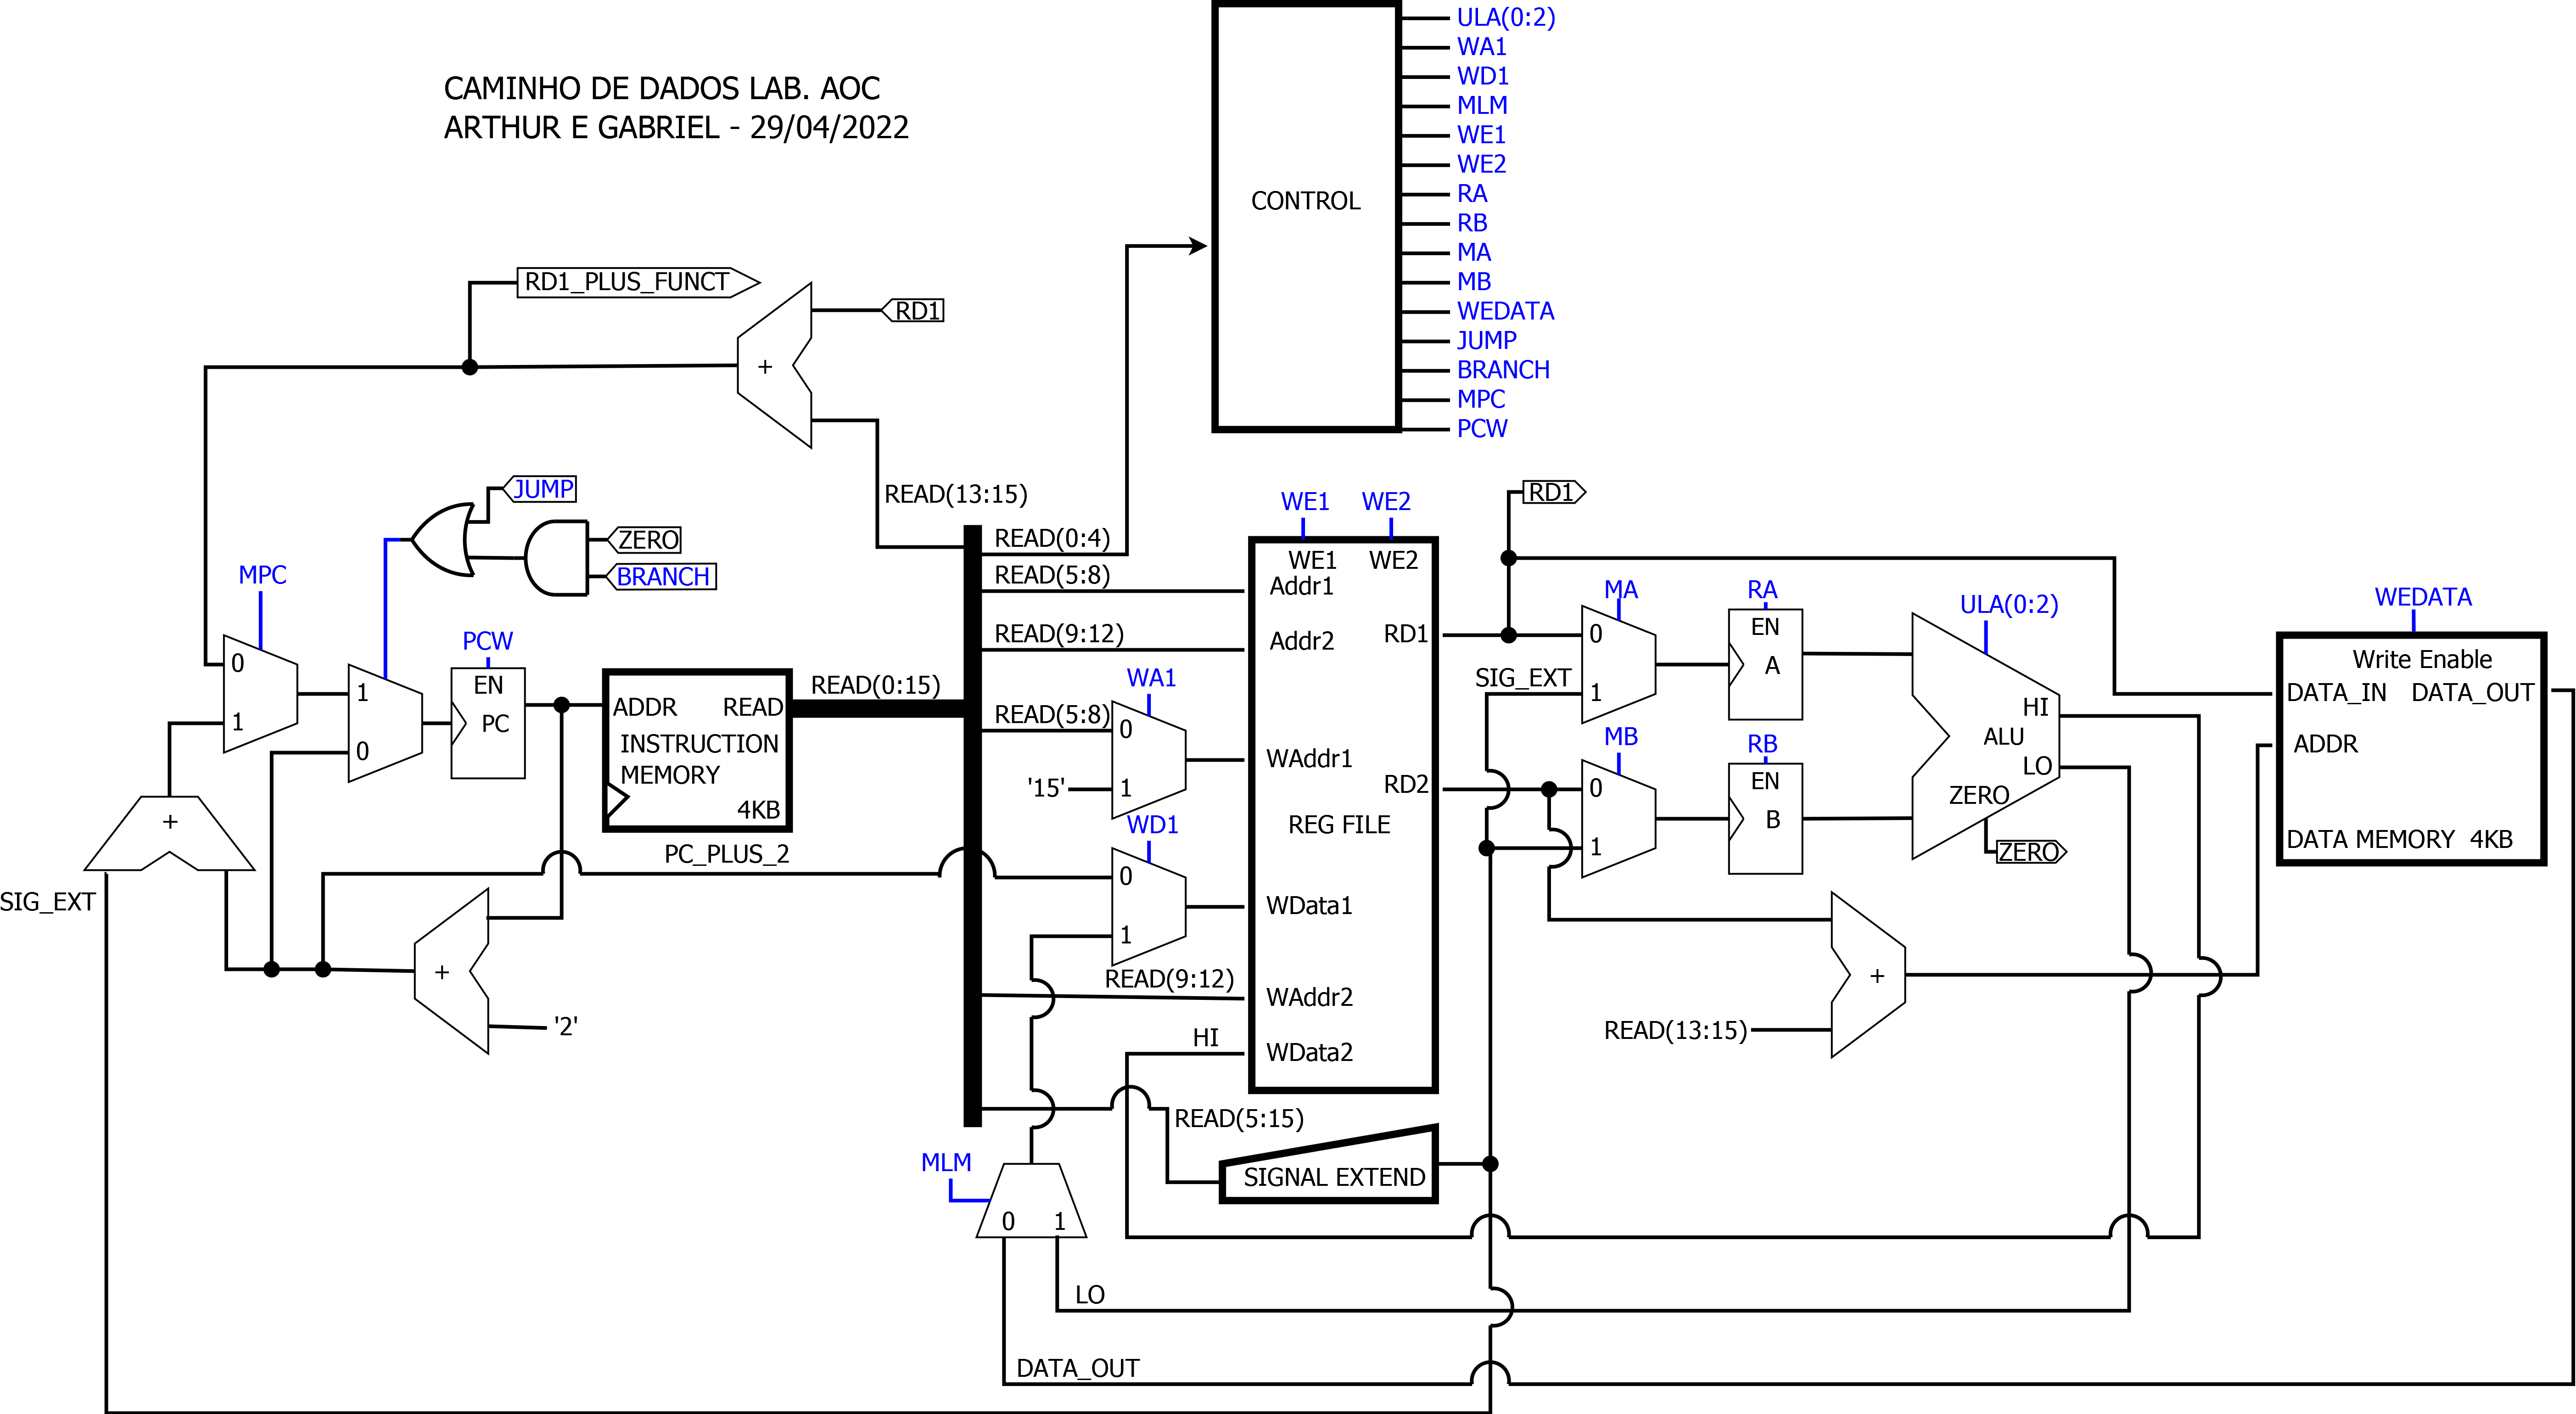 CAMINHO DE DADOS LAB. AOC
ARTHUR E GABRIEL - 29/04/2022
CONTROL
ULA(0:2)
WA1
WD1
MLM
WE1
WE2
RA
RB
MA
MB
WEDATA
JUMP
BRANCH
MPC
PCW
RD1_PLUS_FUNCT
RD1
+
READ(13:15)
JUMP
ZERO
BRANCH
MPC
0
1
1
0
PCW
EN
PC
ADDR READ
INSTRUCTION
MEMORY
4KB
READ(0:15)
+
SIG_EXT
PC_PLUS_2
+
'2'
READ(0:4)
READ(5:8)
READ(9:12)
READ(5:8)
WA1
0
1
'15'
WD1
0
1
READ(9:12)
HI
READ(5:15)
MLM
0 1
LO
DATA_OUT
SIGNAL EXTEND
WE1 WE2
WE1 WE2
Addr1
Addr2
RD1
WAddr1
RD2
REG FILE
WData1
WAddr2
WData2
RD1
SIG_EXT
MA
0
1
RA
EN
A
MB
0
1
RB
EN
B
ULA(0:2)
HI
ALU
LO
ZERO
ZERO
+
READ(13:15)
WEDATA
Write Enable
DATA_IN DATA_OUT
ADDR
DATA MEMORY 4KB